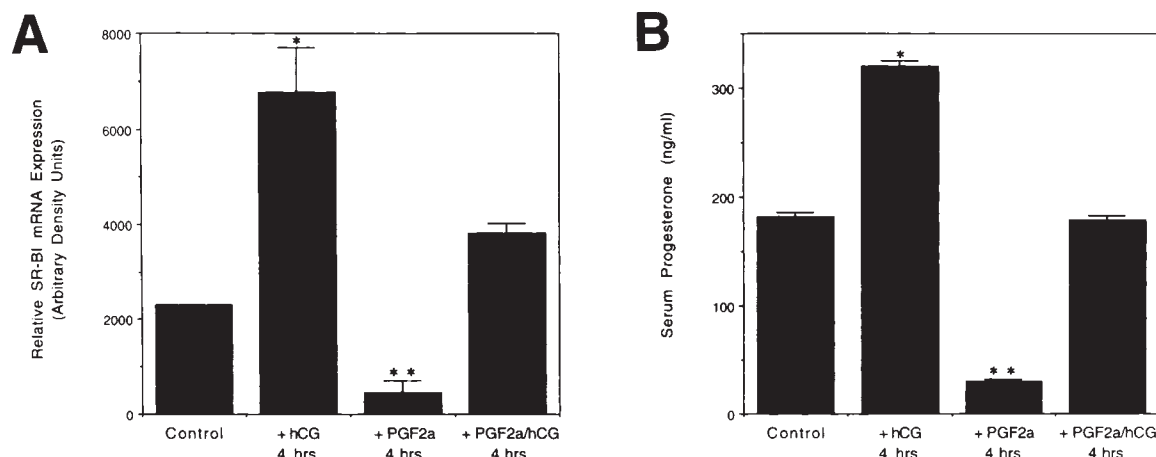 A
Relative SR-BI mRNA Expression
(Arbitrary Density Units)
8000
6000
4000
2000
0
*
* *
Control
+ hCG
4 hrs
+ PGF2a
4 hrs
+ PGF2a/hCG
4 hrs
B
Serum Progesterone (ng/ml)
300
200
100
0
*
* *
Control
+ hCG
4 hrs
+ PGF2a
4 hrs
+ PGF2a/hCG
4 hrs